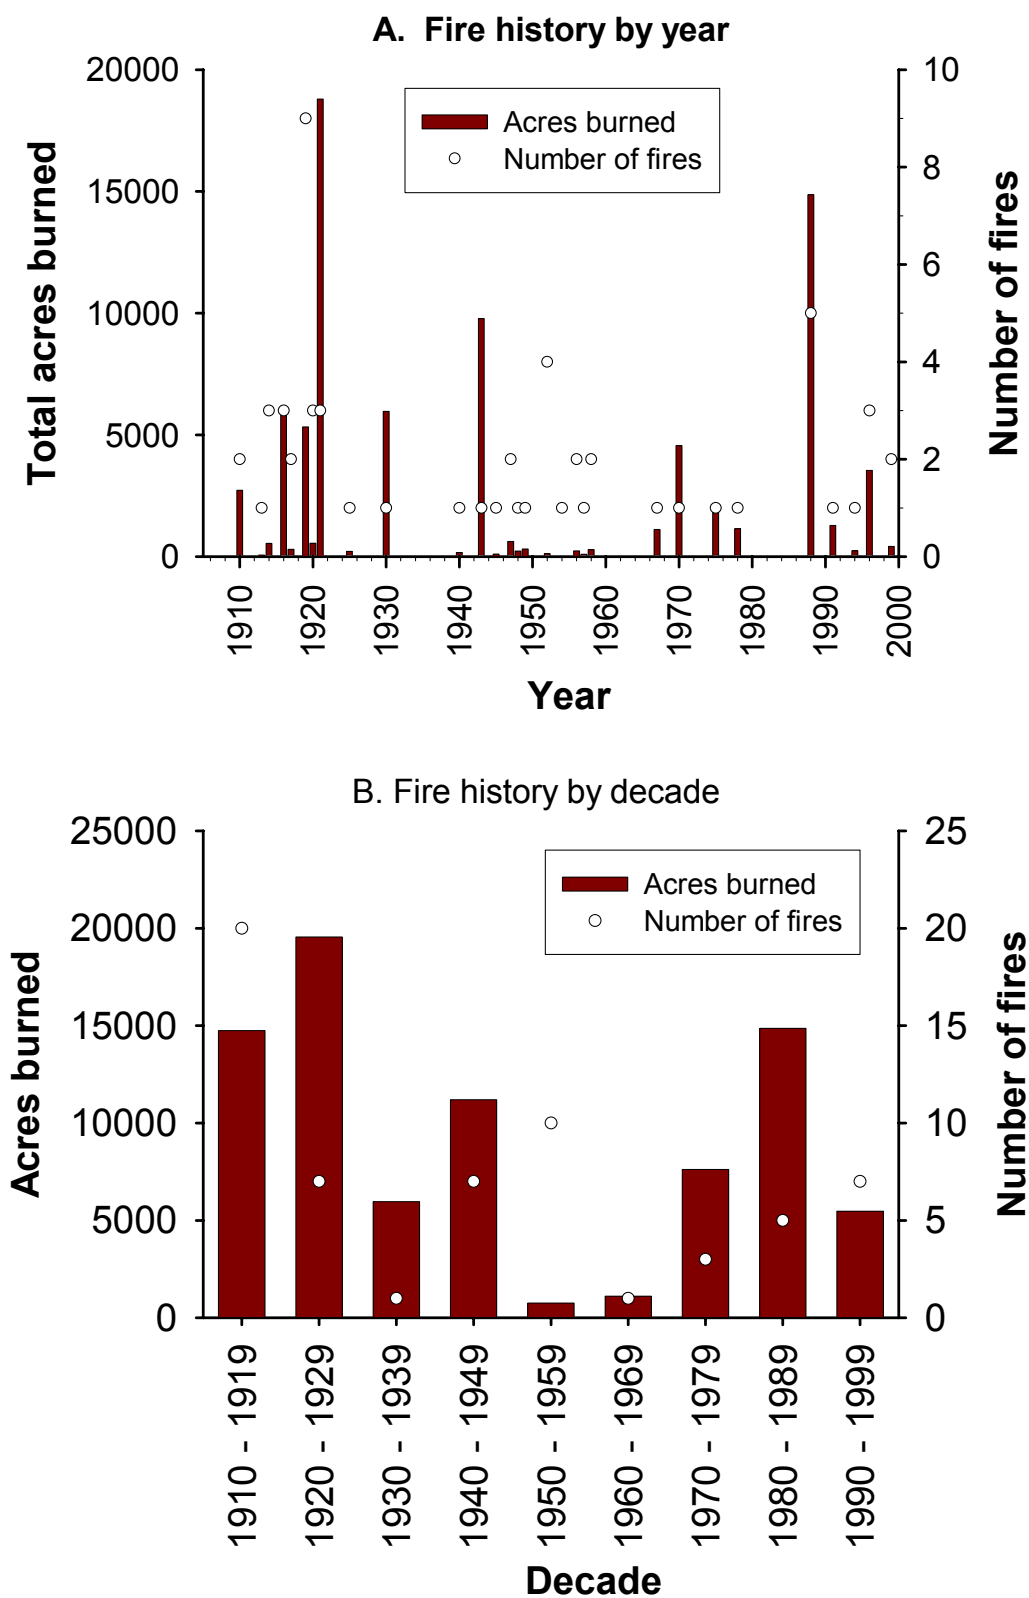 A.  Fire history by year
20000
15000
10000
5000
0
Total acres burned
Acres burned
Number of fires
10
8
6
4
2
0
Number of fires
1910
1920
1930
1940
1950
1960
1970
1980
1990
2000
Year
B. Fire history by decade
25000
20000
15000
10000
5000
0
Acres burned
Acres burned
Number of fires
25
20
15
10
5
0
Number of fires
1910 - 1919
1920 - 1929
1930 - 1939
1940 - 1949
1950 - 1959
1960 - 1969
1970 - 1979
1980 - 1989
1990 - 1999
Decade